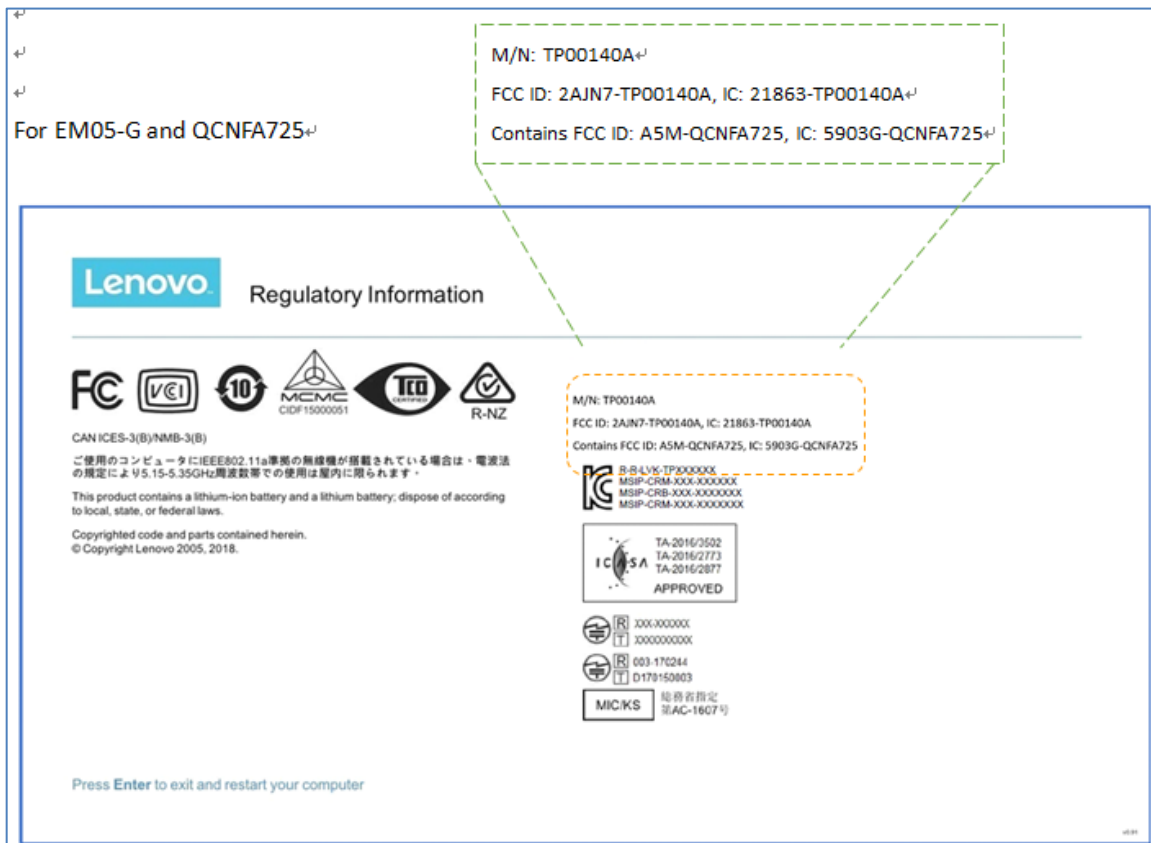 For EM05-G and QCNFA725
M/N: TP00140A
FCC ID: 2AJN7-TP00140A, IC: 21863-TP00140A
Contains FCC ID: A5M-QCNFA725, IC: 5903G-QCNFA725
Lenovo
Regulatory Information
FC
VCI
10
MCMC
CIDF15000051
TCO
CERTIFIED
R-NZ
CAN ICES-3(B)/NMB-3(B)
ご使用のコンピュータにIEEE802.11a準拠の無線機が搭載されている場合は、電波法
の規定により5.15-5.35GHz周波数帯での使用は屋内に限られます。
This product contains a lithium-ion battery and a lithium battery; dispose of according
to local, state, or federal laws.
Copyrighted code and parts contained herein.
© Copyright Lenovo 2005, 2018.
M/N: TP00140A
FCC ID: 2AJN7-TP00140A, IC: 21863-TP00140A
Contains FCC ID: A5M-QCNFA725, IC: 5903G-QCNFA725
R-R-LVK-TPXXXXXX
MSIP-CRM-XXX-XXXXXX
MSIP-CRB-XXX-XXXXXXX
MSIP-CRM-XXX-XXXXXXX
ICASA
TA-2016/3502
TA-2016/2773
TA-2016/2877
APPROVED
R XXX-XXXXXX
T XXXXXXXXXX
R 003-170244
T D170150003
MIC/KS
総務省指定
第AC-1607号
Press Enter to exit and restart your computer